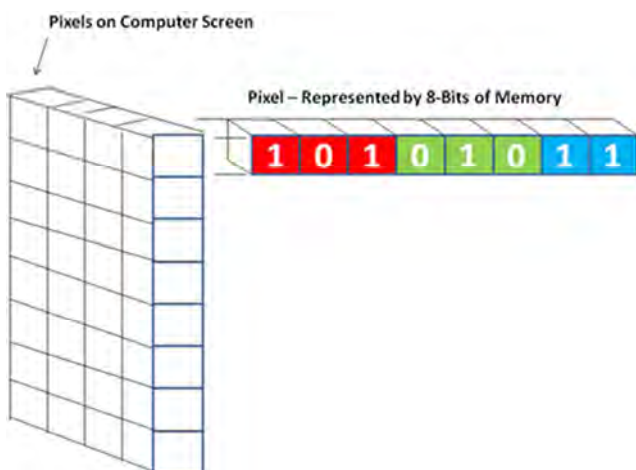 Pixels on Computer Screen
Pixel – Represented by 8-Bits of Memory
1 0 1 0 1 0 1 1